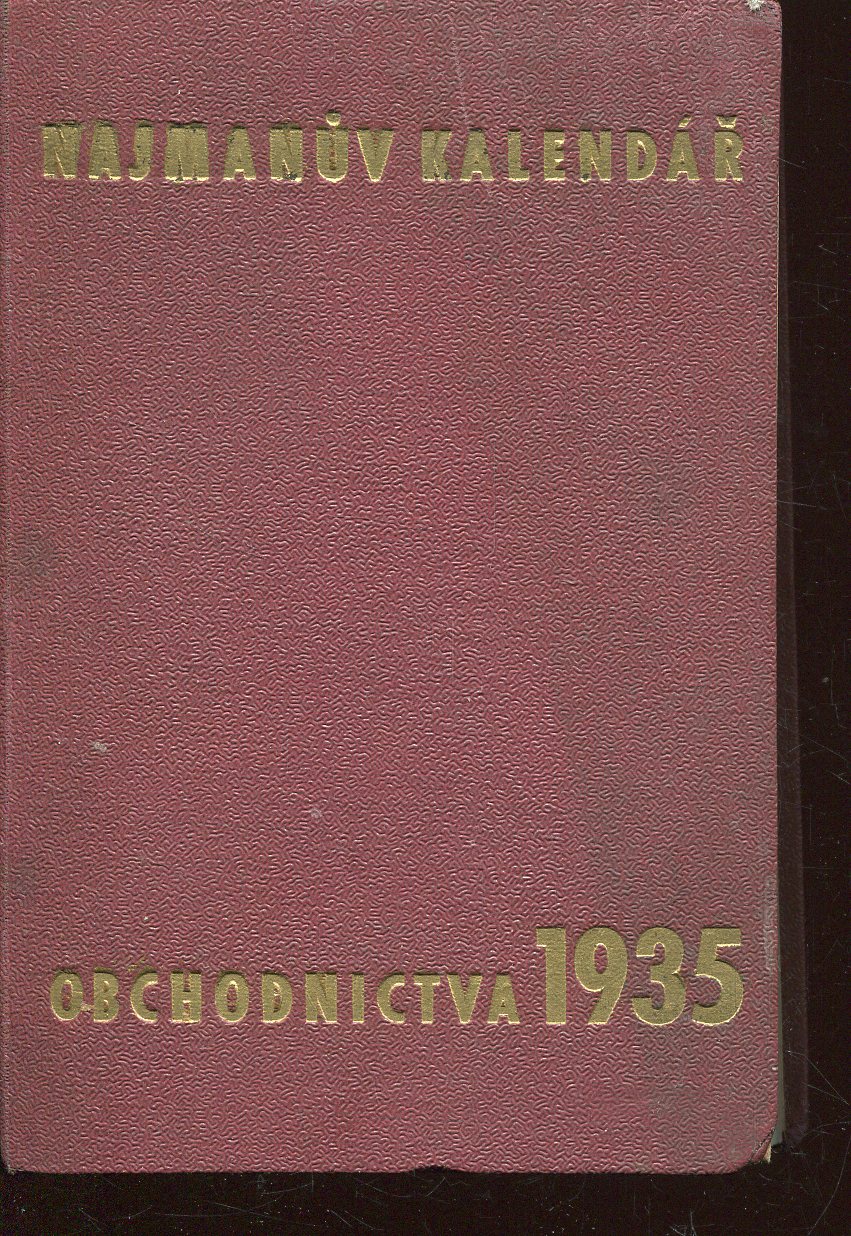 NAJMANŮV KALENDÁŘ
OBCHODNICTVA 1935